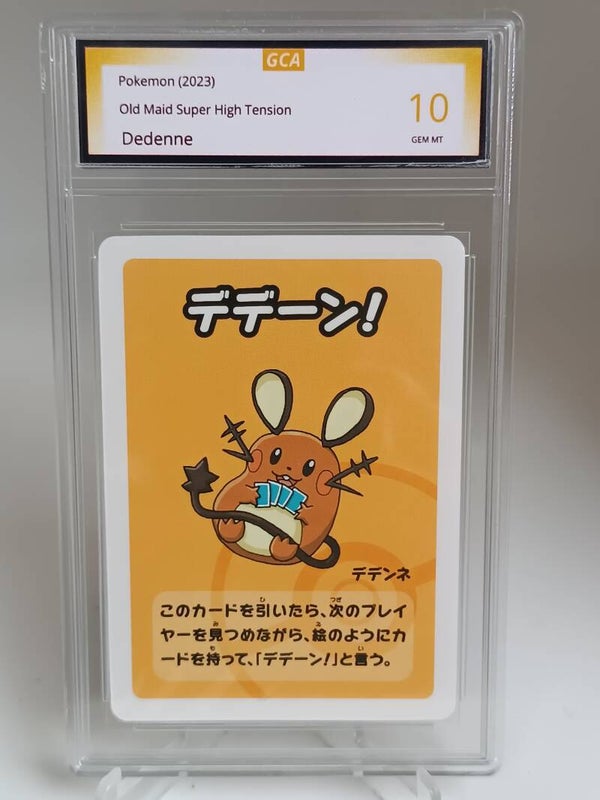 GCA
Pokemon (2023)
Old Maid Super High Tension
Dedenne
10
GEM MT
デデーン!
デデンネ
このカードを引いたら、次のプレイ
ヤーを見つめながら、絵のようにカ
ードを持って、「デデーン!」と言う。